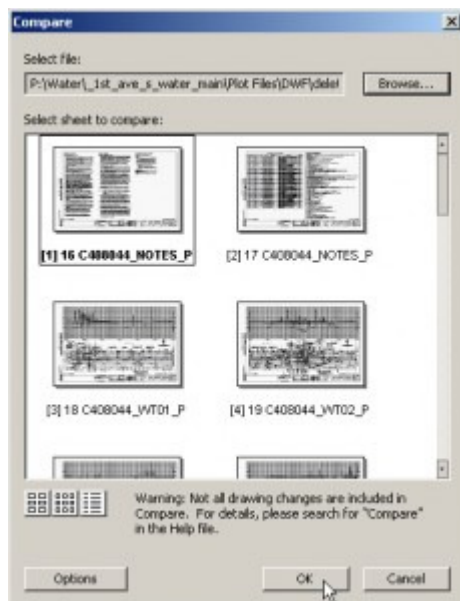 Compare
Select file:
P:\Water\_1st_ave_s_water_main\Plot Files\DWF\dele
Browse...
Select sheet to compare:
[1] 16 C408044_NOTES_P
[2] 17 C408044_NOTES_P
[3] 18 C408044_WT01_P
[4] 19 C408044_WT02_P
Warning: Not all drawing changes are included in
Compare. For details, please search for "Compare"
in the Help file.
Options
OK
Cancel